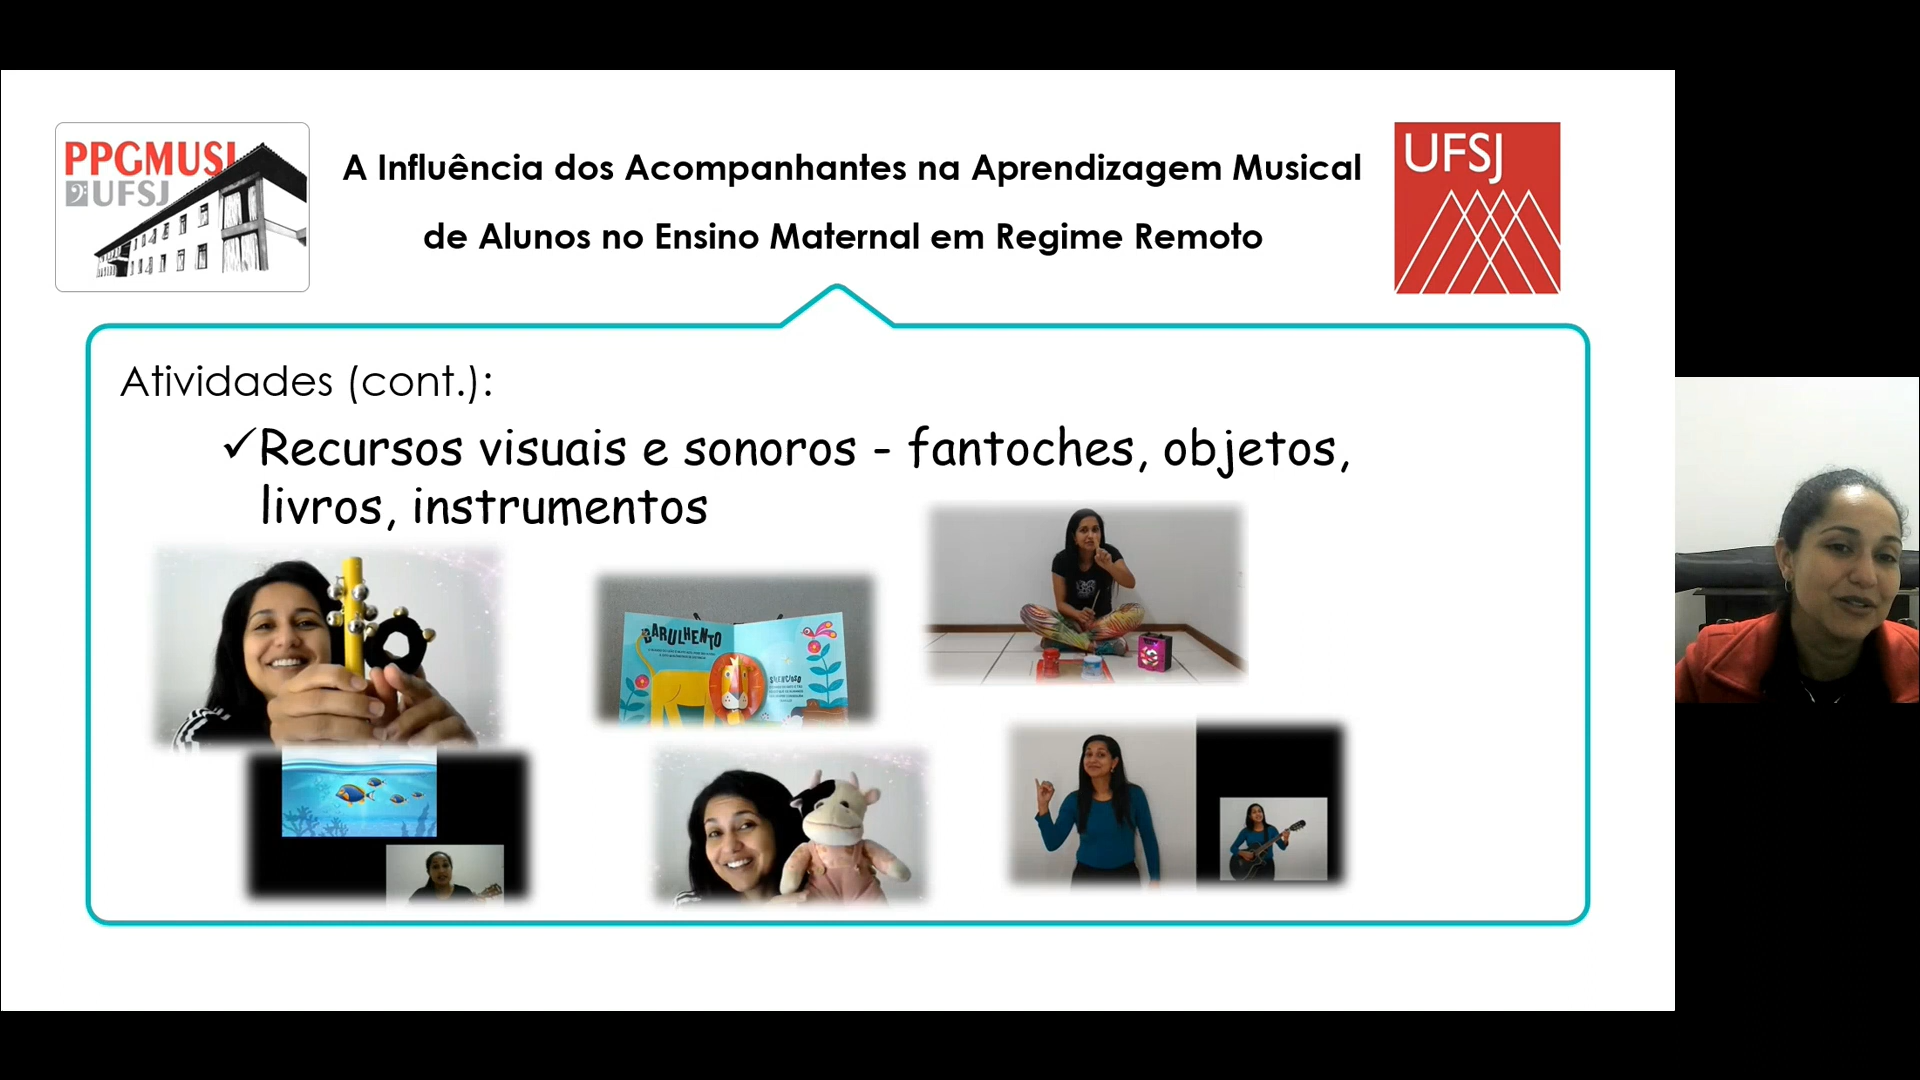 PPGMUSI
UFSJ
A Influência dos Acompanhantes na Aprendizagem Musical
de Alunos no Ensino Maternal em Regime Remoto
UFSJ
Atividades (cont.):
✓Recursos visuais e sonoros - fantoches, objetos,
livros, instrumentos
BARULHENTO
SILENCIOSO